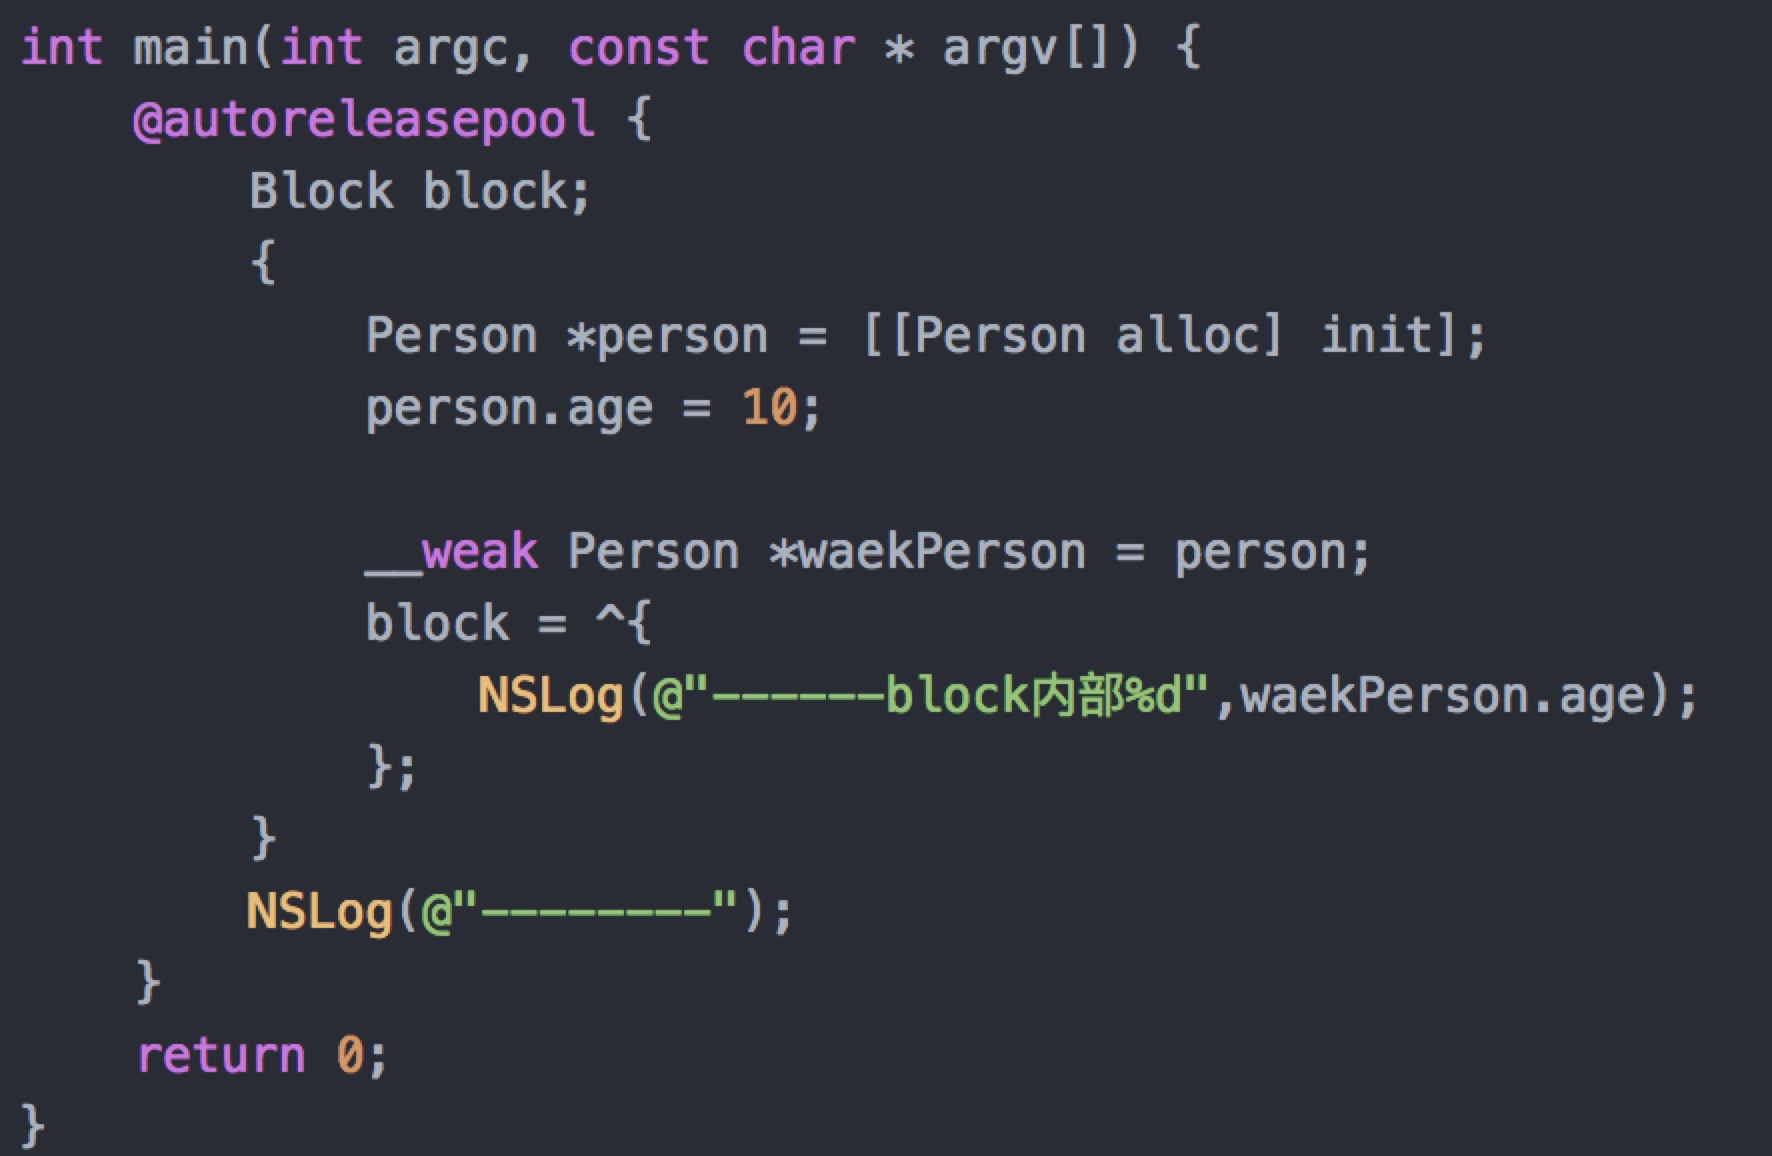 int main(int argc, const char * argv[]) {
    @autoreleasepool {
        Block block;
        {
            Person *person = [[Person alloc] init];
            person.age = 10;

            __weak Person *waekPerson = person;
            block = ^{
                NSLog(@"------block内部%d",waekPerson.age);
            };
        }
        NSLog(@"--------");
    }
    return 0;
}